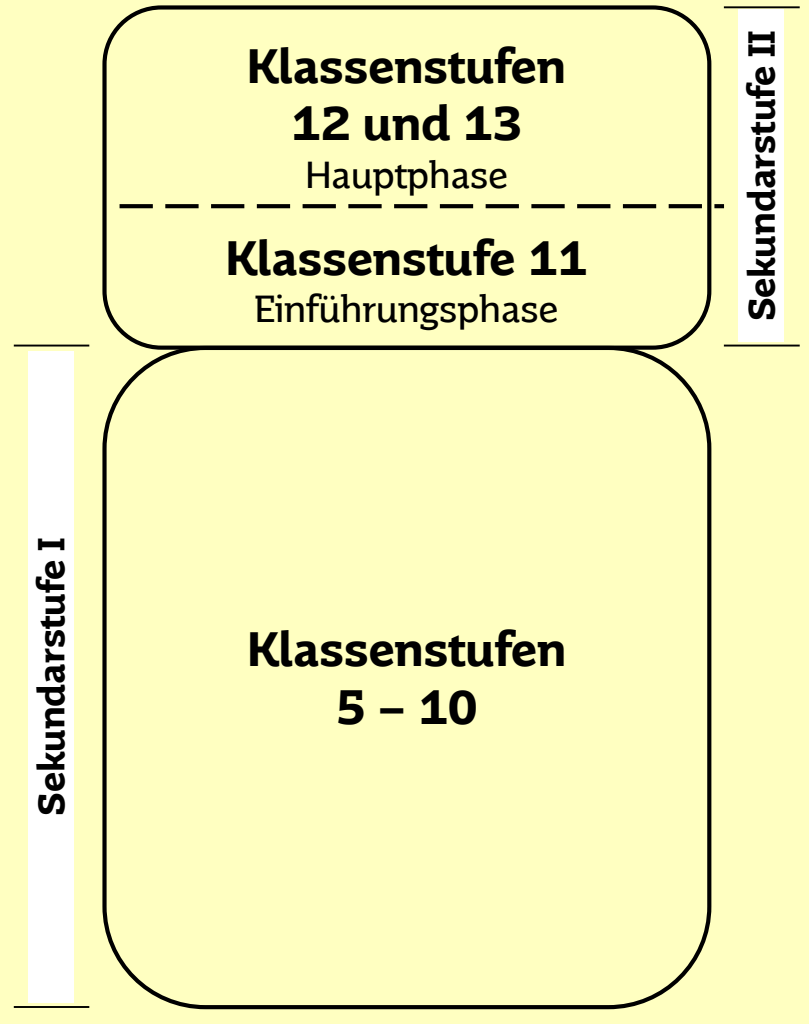 Klassenstufen
12 und 13
Hauptphase
Klassenstufe 11
Einführungsphase
Sekundarstufe II
Klassenstufen
5 – 10
Sekundarstufe I